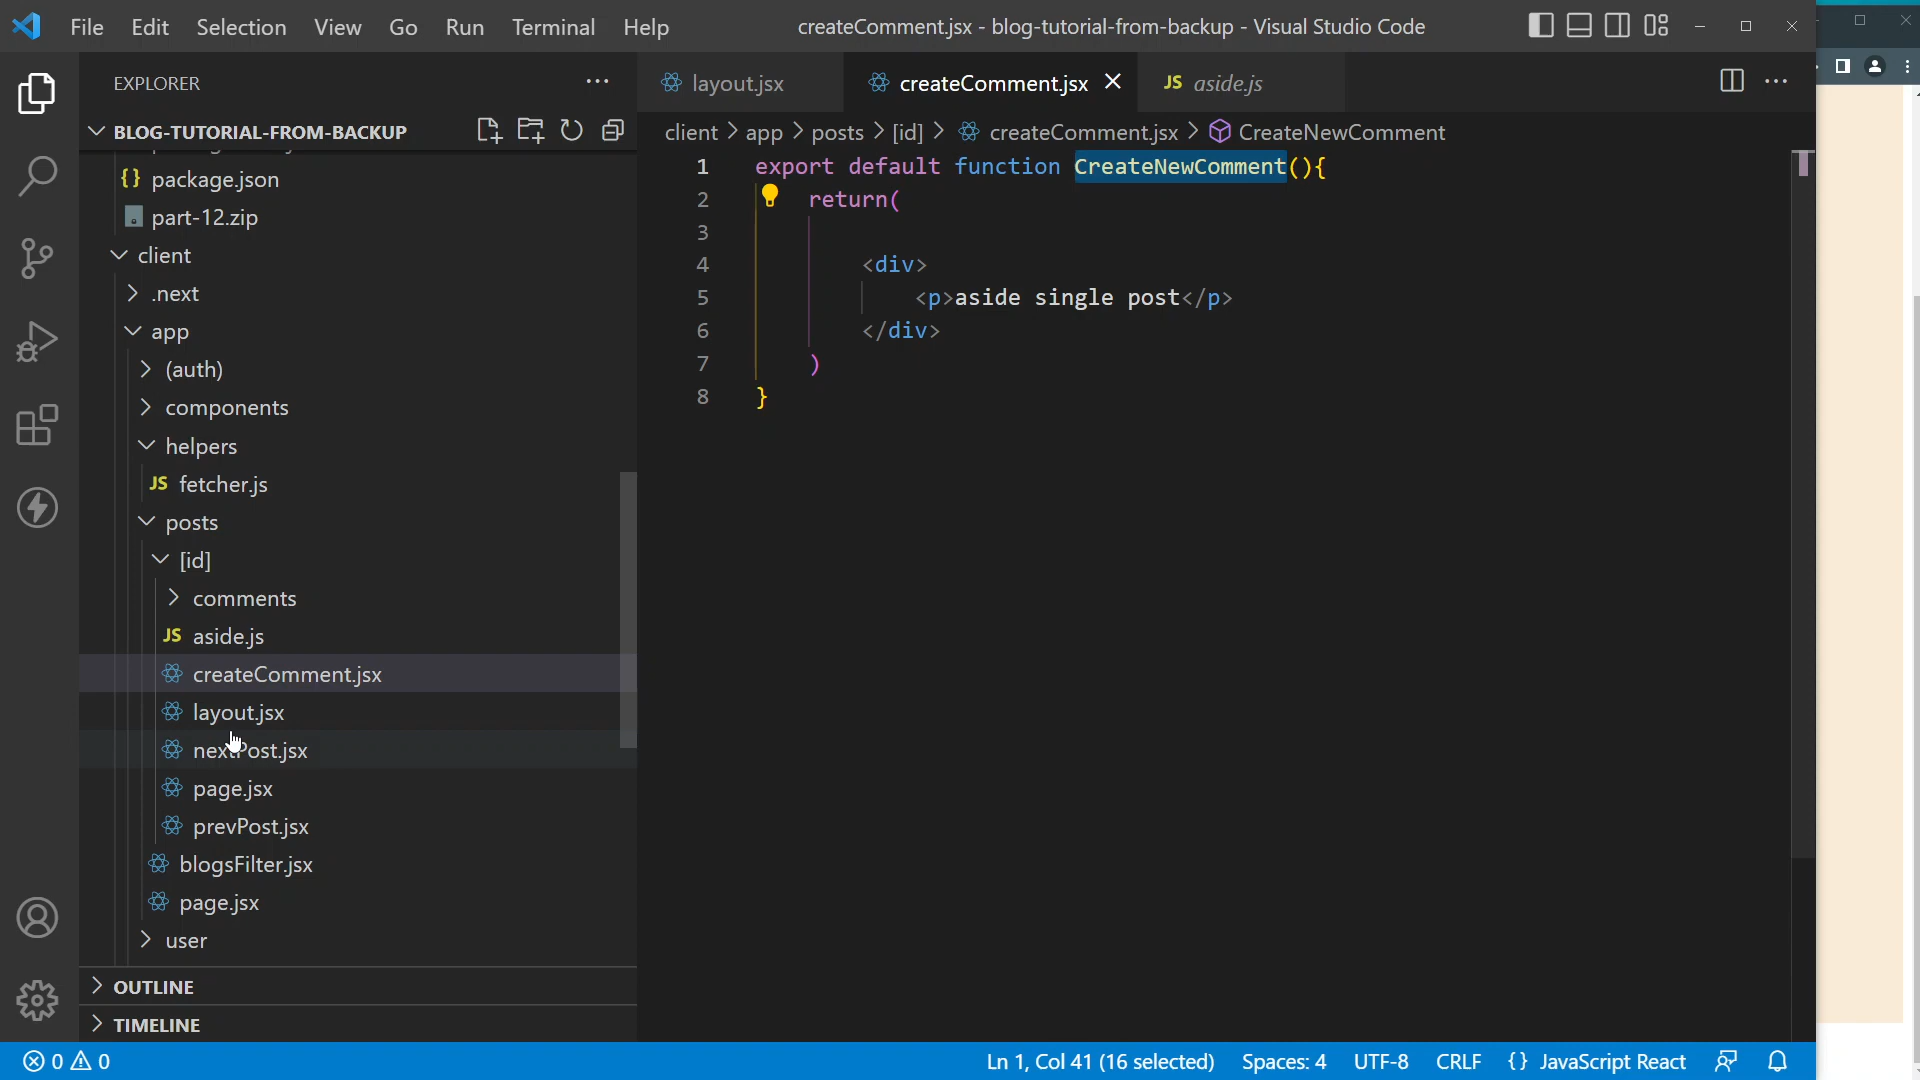 File Edit Selection View Go Run Terminal Help
createComment.jsx - blog-tutorial-from-backup - Visual Studio Code
EXPLORER
BLOG-TUTORIAL-FROM-BACKUP
{} package.json
part-12.zip
client
.next
app
(auth)
components
helpers
JS fetcher.js
posts
[id]
comments
JS aside.js
createComment.jsx
layout.jsx
nextPost.jsx
page.jsx
prevPost.jsx
blogsFilter.jsx
page.jsx
user
OUTLINE
TIMELINE
layout.jsx
createComment.jsx
JS aside.js
client > app > posts > [id] > createComment.jsx > CreateNewComment
1 export default function CreateNewComment(){
2 return(
3
4 <div>
5 <p>aside single post</p>
6 </div>
7 )
8 }
0 0
Ln 1, Col 41 (16 selected) Spaces: 4 UTF-8 CRLF {} JavaScript React